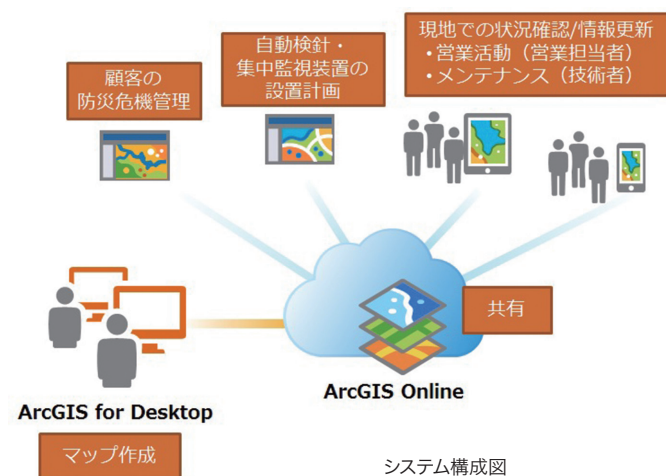 顧客の
防災危機管理
自動検針・
集中監視装置の
設置計画
現地での状況確認/情報更新
・営業活動（営業担当者）
・メンテナンス（技術者）
共有
ArcGIS Online
ArcGIS for Desktop
マップ作成
システム構成図